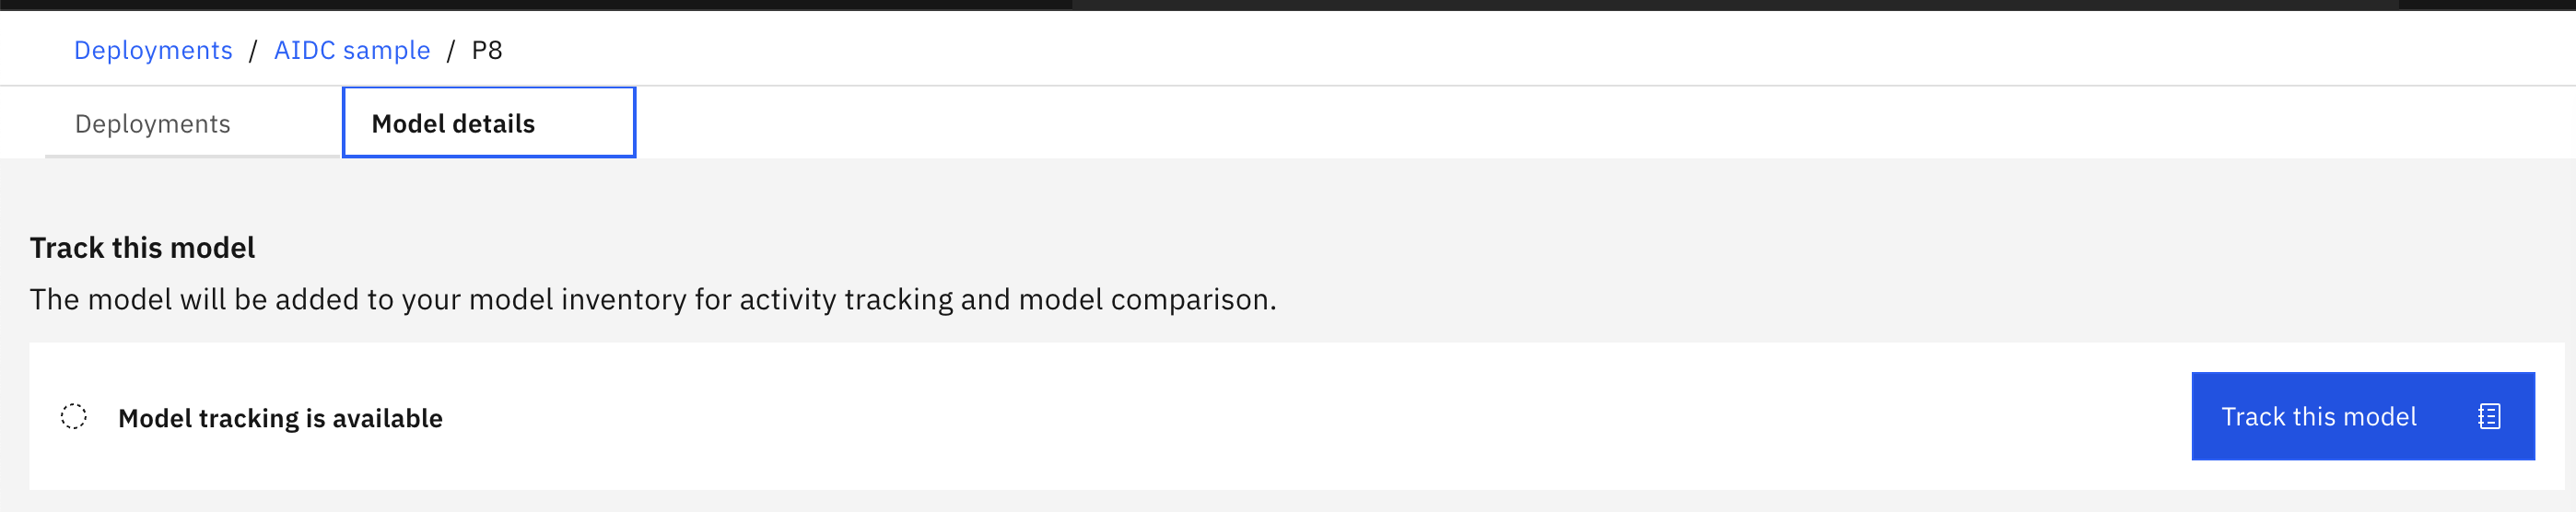 Deployments / AIDC sample / P8
Deployments Model details
Track this model
The model will be added to your model inventory for activity tracking and model comparison.
Model tracking is available Track this model